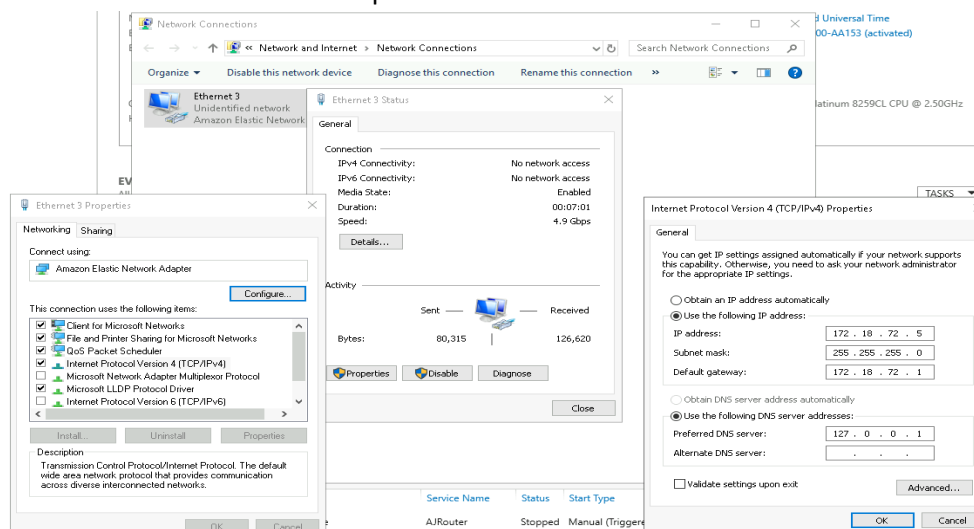 Network Connections
Network and Internet > Network Connections
Search Network Connections
Organize
Disable this network device
Diagnose this connection
Rename this connection
»
Ethernet 3
Unidentified network
Amazon Elastic Network
d Universal Time
00-AA153 (activated)
latinum 8259CL CPU @ 2.50GHz
EV
TASKS
Ethernet 3 Status
General
Connection
IPv4 Connectivity: No network access
IPv6 Connectivity: No network access
Media State: Enabled
Duration: 00:07:01
Speed: 4.9 Gbps
Details...
Activity
Sent — Received
Bytes: 80,315 | 126,620
Properties
Disable
Diagnose
Close
Ethernet 3 Properties
Networking
Sharing
Connect using:
Amazon Elastic Network Adapter
Configure...
This connection uses the following items:
Client for Microsoft Networks
File and Printer Sharing for Microsoft Networks
QoS Packet Scheduler
Internet Protocol Version 4 (TCP/IPv4)
Microsoft Network Adapter Multiplexor Protocol
Microsoft LLDP Protocol Driver
Internet Protocol Version 6 (TCP/IPv6)
Install...
Uninstall
Properties
Description
Transmission Control Protocol/Internet Protocol. The default
wide area network protocol that provides communication
across diverse interconnected networks.
OK
Cancel
Internet Protocol Version 4 (TCP/IPv4) Properties
General
You can get IP settings assigned automatically if your network supports
this capability. Otherwise, you need to ask your network administrator
for the appropriate IP settings.
Obtain an IP address automatically
Use the following IP address:
IP address: 172 . 18 . 72 . 5
Subnet mask: 255 . 255 . 255 . 0
Default gateway: 172 . 18 . 72 . 1
Obtain DNS server address automatically
Use the following DNS server addresses:
Preferred DNS server: 127 . 0 . 0 . 1
Alternate DNS server: . . .
Validate settings upon exit
Advanced...
OK
Cancel
Service Name Status Start Type
AJRouter Stopped Manual (Triggere